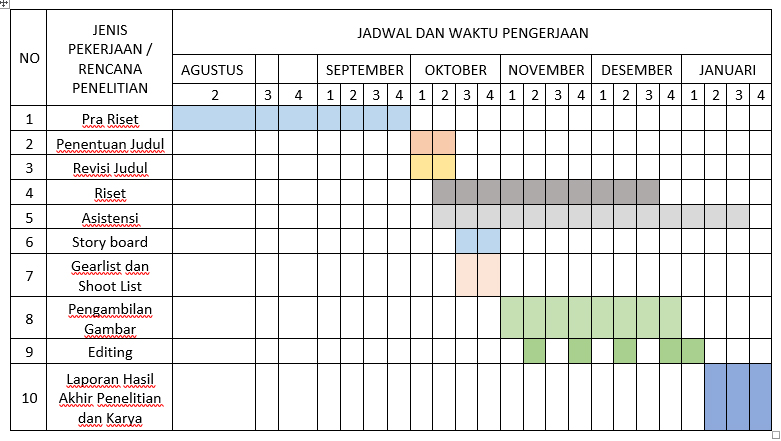 NO
JENIS
PEKERJAAN /
RENCANA
PENELITIAN
JADWAL DAN WAKTU PENGERJAAN
AGUSTUS SEPTEMBER OKTOBER NOVEMBER DESEMBER JANUARI
2 3 4 1 2 3 4 1 2 3 4 1 2 3 4 1 2 3 4 1 2 3 4
1 Pra Riset
2 Penentuan Judul
3 Revisi Judul
4 Riset
5 Asistensi
6 Story board
7 Gearlist dan
Shoot List
8 Pengambilan
Gambar
9 Editing
10 Laporan Hasil
Akhir Penelitian
dan Karya